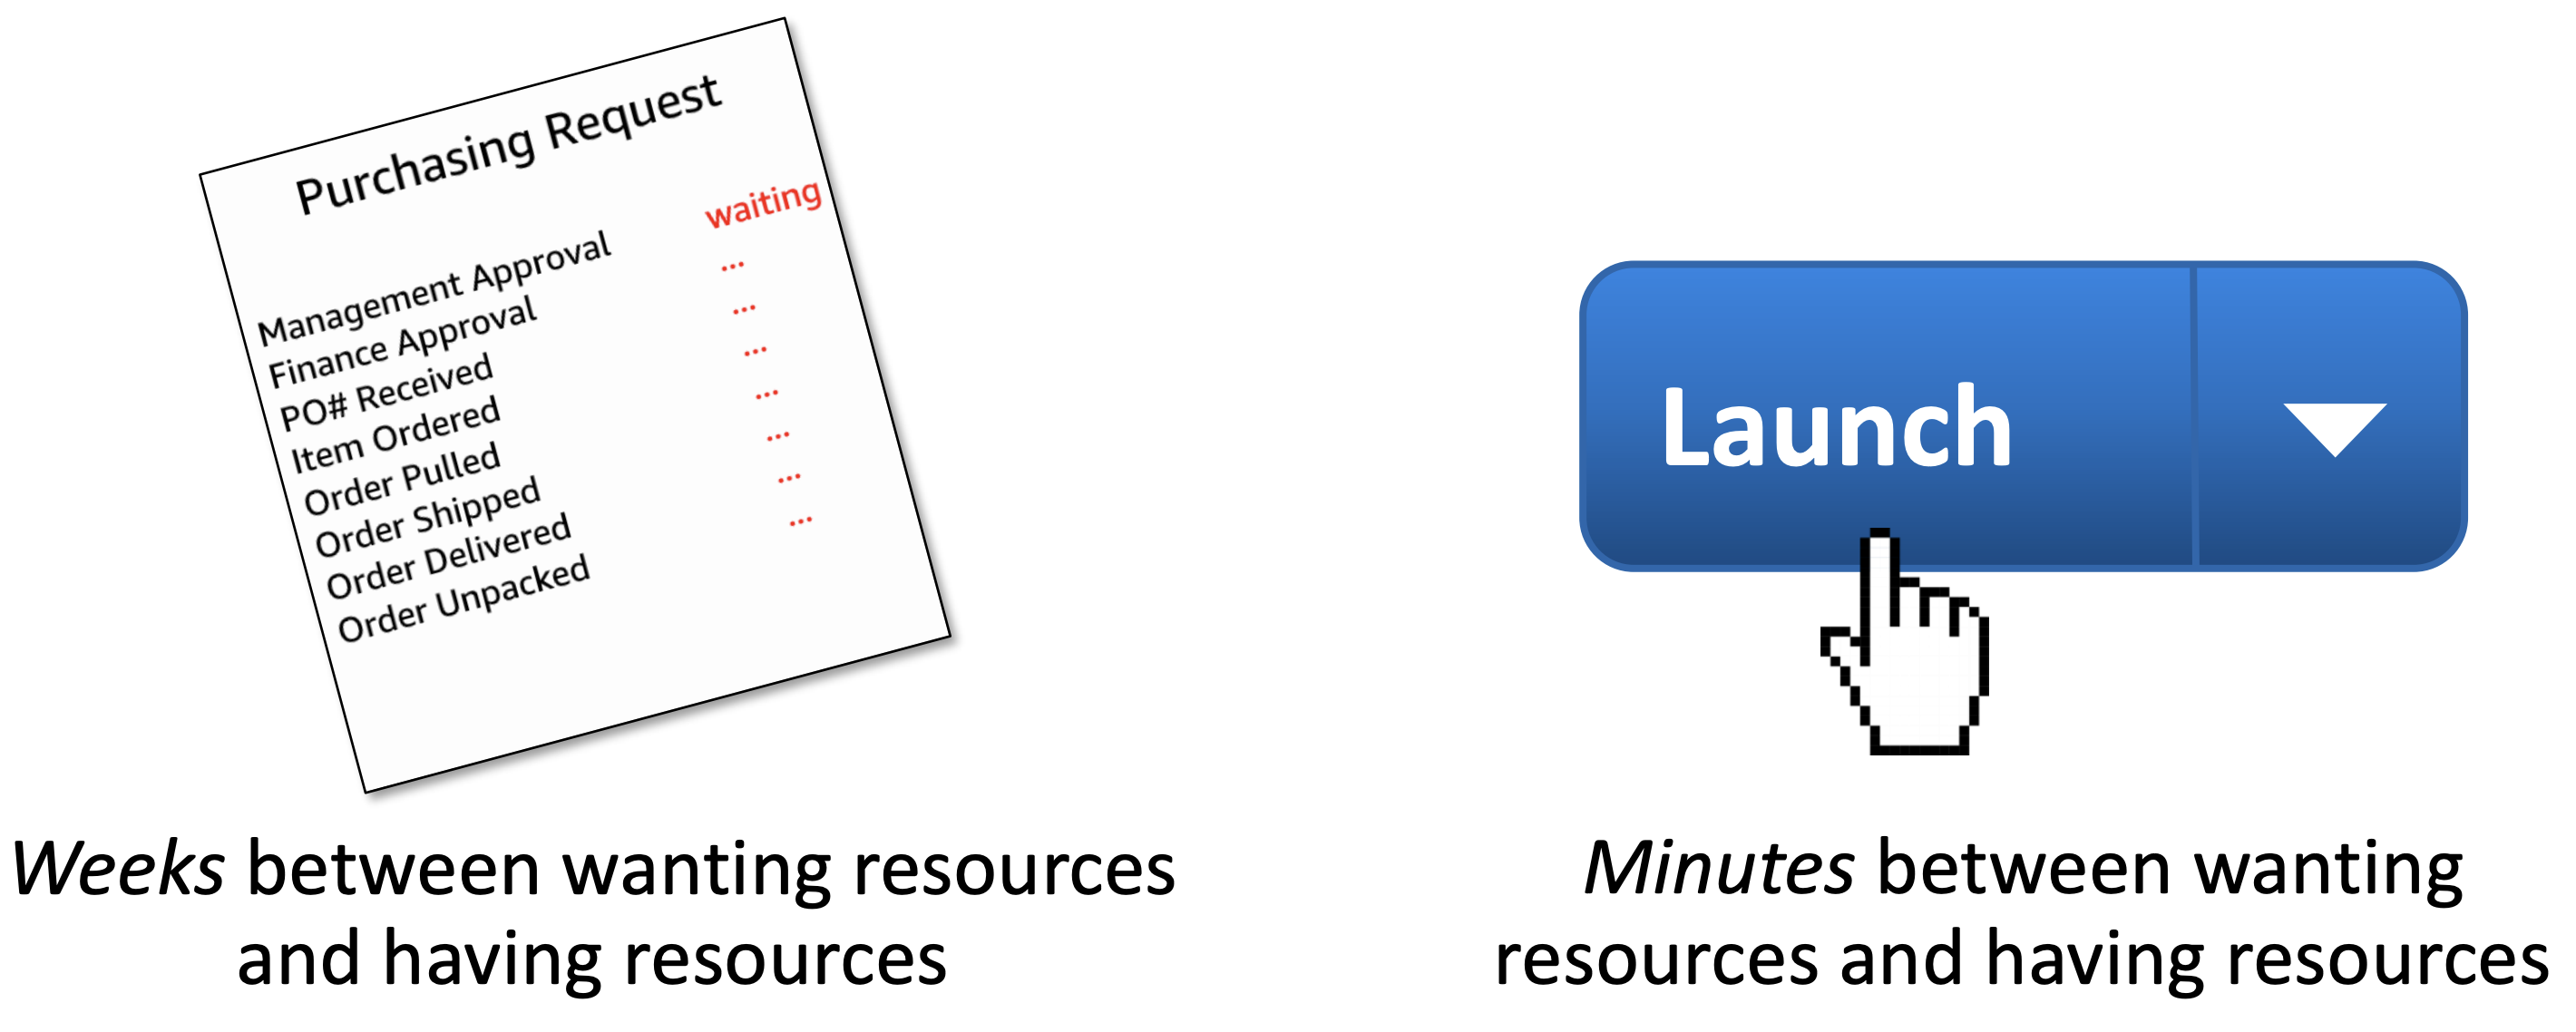 Purchasing Request
Management Approval waiting
Finance Approval ...
PO# Received ...
Item Ordered ...
Order Pulled ...
Order Shipped ...
Order Delivered ...
Order Unpacked ...
Weeks between wanting resources
and having resources
Launch
Minutes between wanting
resources and having resources